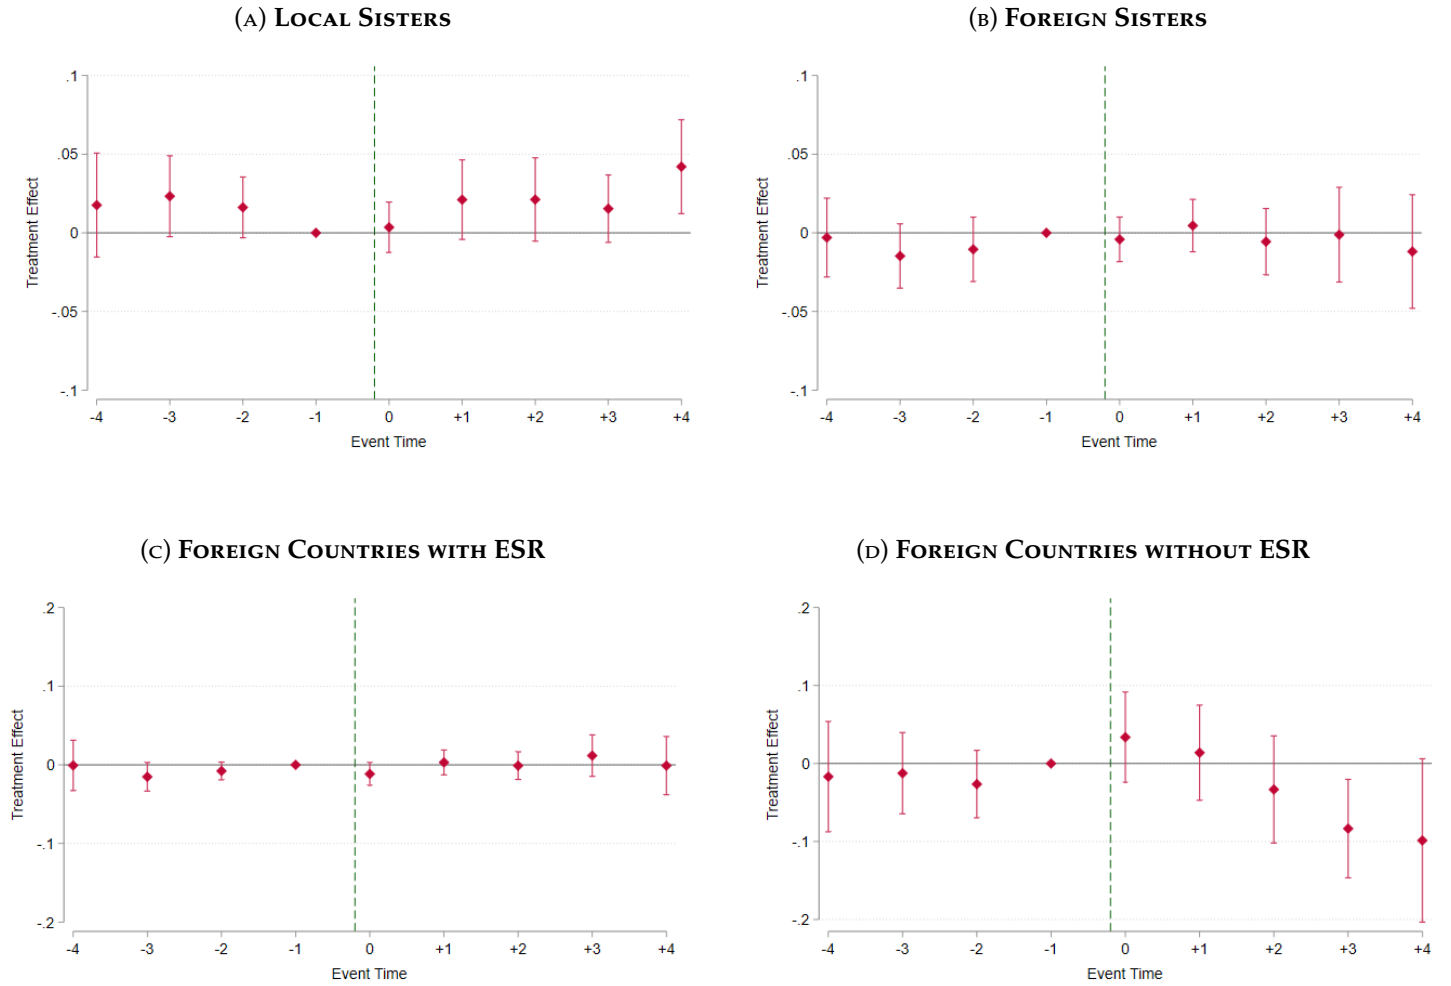 (A) LOCAL SISTERS
.1
.05
0
-.05
-.1
Treatment Effect
-4 -3 -2 -1 0 +1 +2 +3 +4
Event Time
(B) FOREIGN SISTERS
.1
.05
0
-.05
-.1
Treatment Effect
-4 -3 -2 -1 0 +1 +2 +3 +4
Event Time
(C) FOREIGN COUNTRIES WITH ESR
.2
.1
0
-.1
-.2
Treatment Effect
-4 -3 -2 -1 0 +1 +2 +3 +4
Event Time
(D) FOREIGN COUNTRIES WITHOUT ESR
.2
.1
0
-.1
-.2
Treatment Effect
-4 -3 -2 -1 0 +1 +2 +3 +4
Event Time